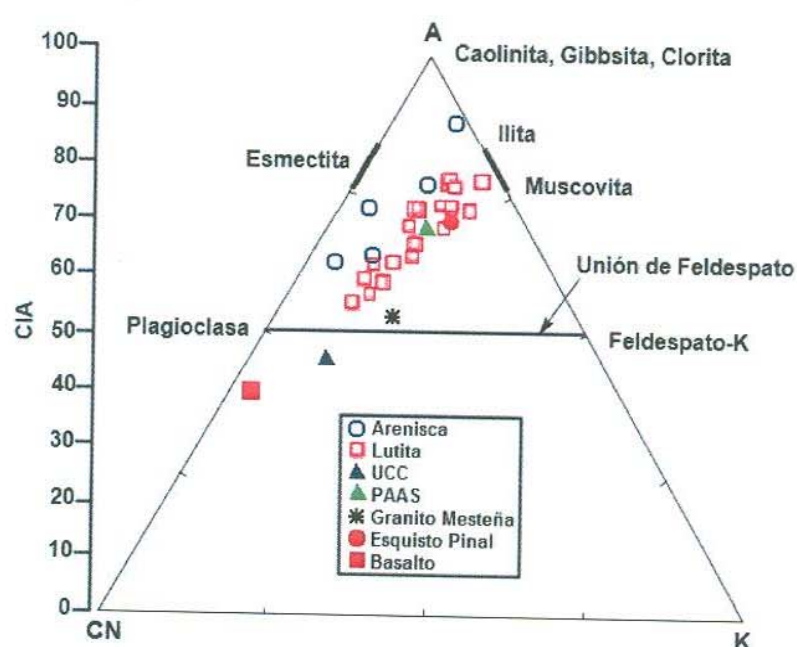 A
Caolinita, Gibbsita, Clorita
100
90
80
70
60
50
40
30
20
10
0
CIA
Esmectita
Ilita
Muscovita
Unión de Feldespato
Plagioclasa
Feldespato-K
Arenisca
Lutita
UCC
PAAS
Granito Mesteña
Esquisto Pinal
Basalto
CN
K